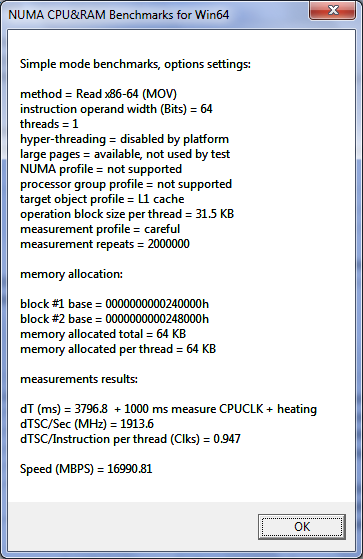 NUMA CPU&RAM Benchmarks for Win64
Simple mode benchmarks, options settings:
method = Read x86-64 (MOV)
instruction operand width (Bits) = 64
threads = 1
hyper-threading = disabled by platform
large pages = available, not used by test
NUMA profile = not supported
processor group profile = not supported
target object profile = L1 cache
operation block size per thread = 31.5 KB
measurement profile = careful
measurement repeats = 2000000
memory allocation:
block #1 base = 0000000000240000h
block #2 base = 0000000000248000h
memory allocated total = 64 KB
memory allocated per thread = 64 KB
measurements results:
dT (ms) = 3796.8  + 1000 ms measure CPUCLK + heating
dTSC/Sec (MHz) = 1913.6
dTSC/Instruction per thread (Clks) = 0.947
Speed (MBPS) = 16990.81
OK